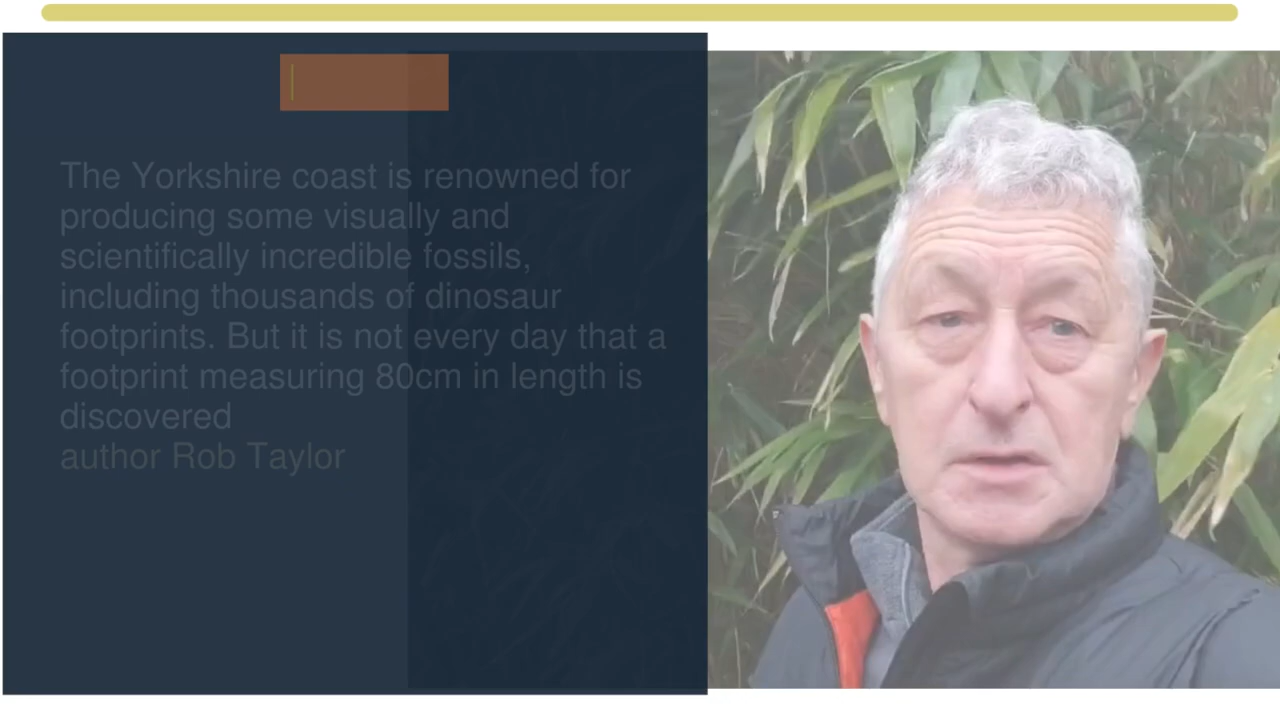 The Yorkshire coast is renowned for
producing some visually and
scientifically incredible fossils,
including thousands of dinosaur
footprints. But it is not every day that a
footprint measuring 80cm in length is
discovered
author Rob Taylor